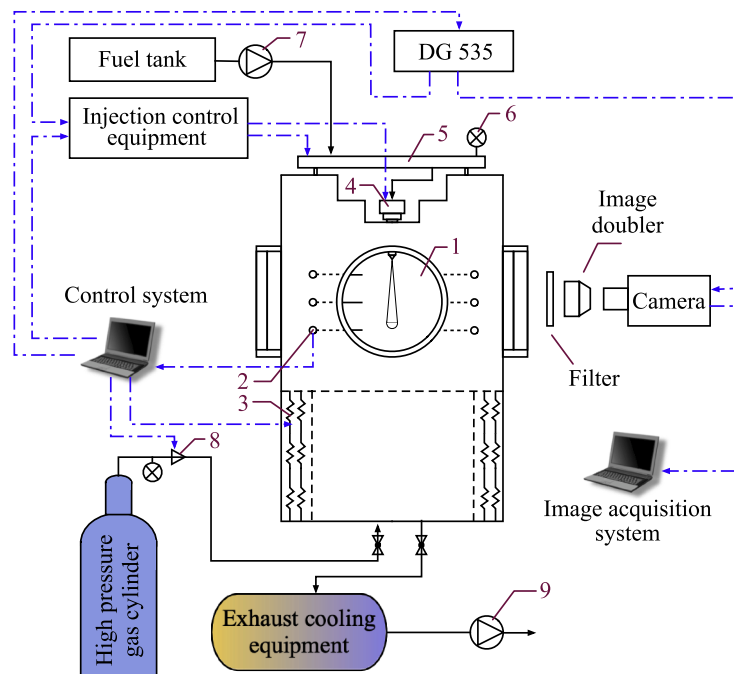 7
DG 535
Fuel tank
Injection control
equipment
6
5
4
Image
doubler
1
Control system
Camera
2
Filter
3
8
Image acquisition
system
High pressure
gas cylinder
Exhaust cooling
equipment
9